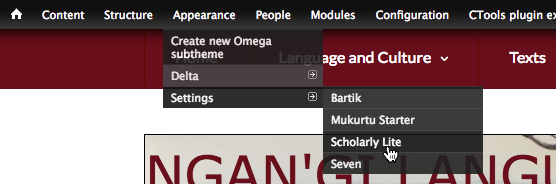 Content Structure Appearance People Modules Configuration CTools plugin ex
Create new Omega
subtheme
Home Language and Culture Texts
Delta
Settings
Bartik
Mukurtu Starter
Scholarly Lite
Seven
NGAN'GI LANGU